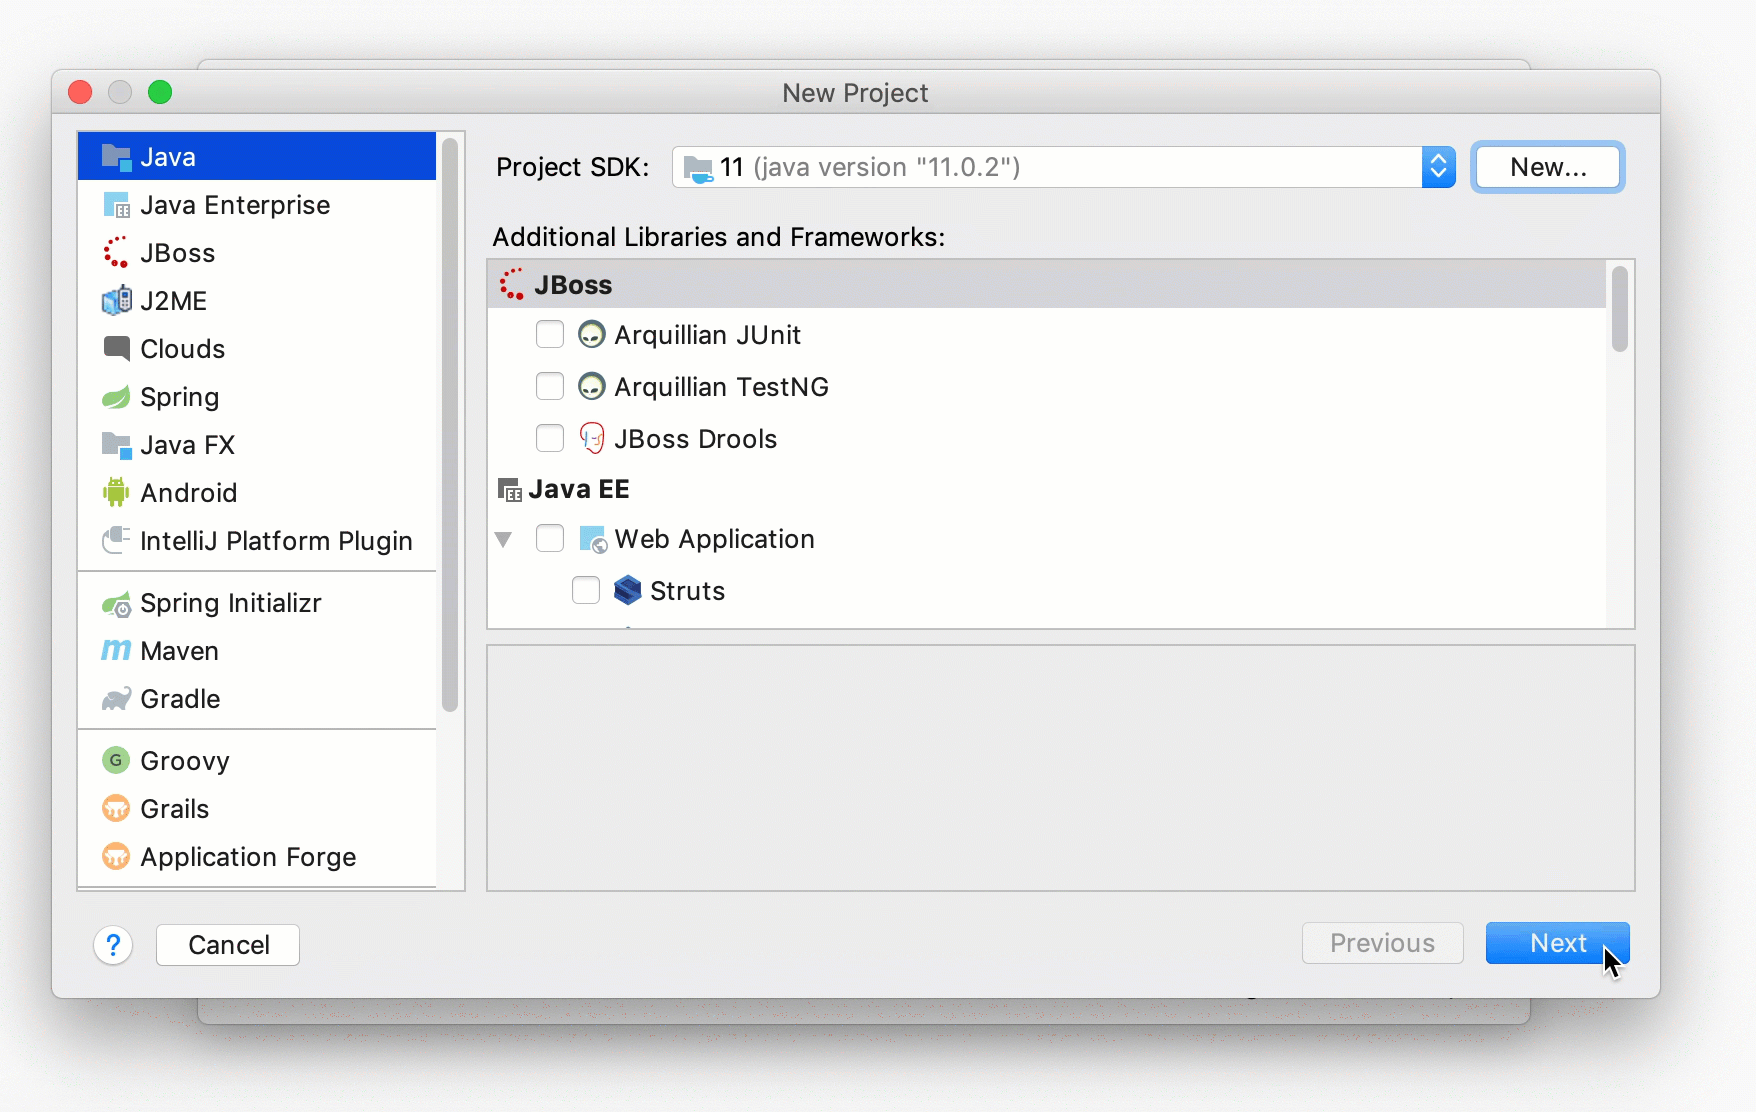 New Project
Java
Java Enterprise
JBoss
J2ME
Clouds
Spring
Java FX
Android
IntelliJ Platform Plugin
Spring Initializr
m Maven
Gradle
G Groovy
Grails
Application Forge
Project SDK: 11 (java version "11.0.2") New...
Additional Libraries and Frameworks:
JBoss
Arquillian JUnit
Arquillian TestNG
JBoss Drools
EE Java EE
Web Application
Struts
? Cancel Previous Next